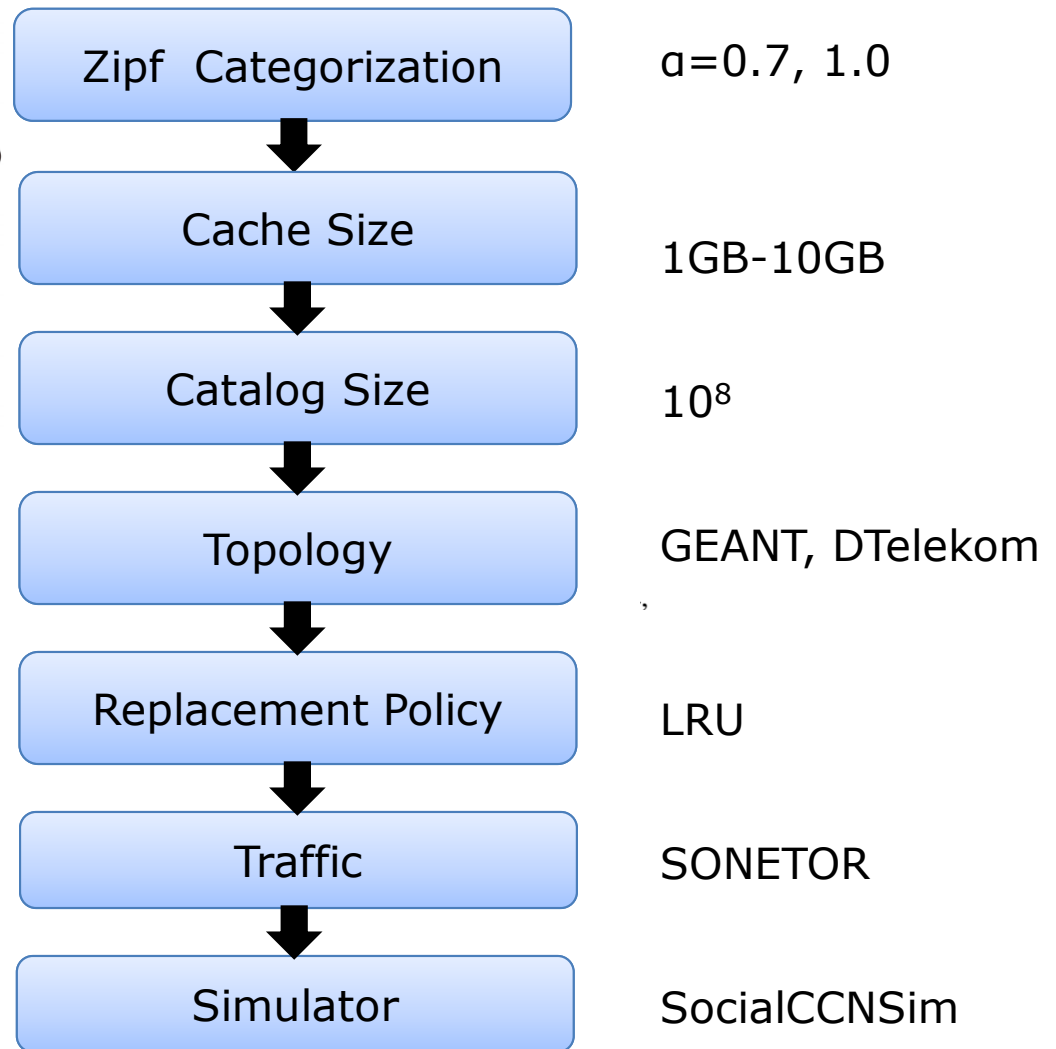 Zipf Categorization
α=0.7, 1.0
Cache Size
1GB-10GB
Catalog Size
10⁸
Topology
GEANT, DTelekom
Replacement Policy
LRU
Traffic
SONETOR
Simulator
SocialCCNSim